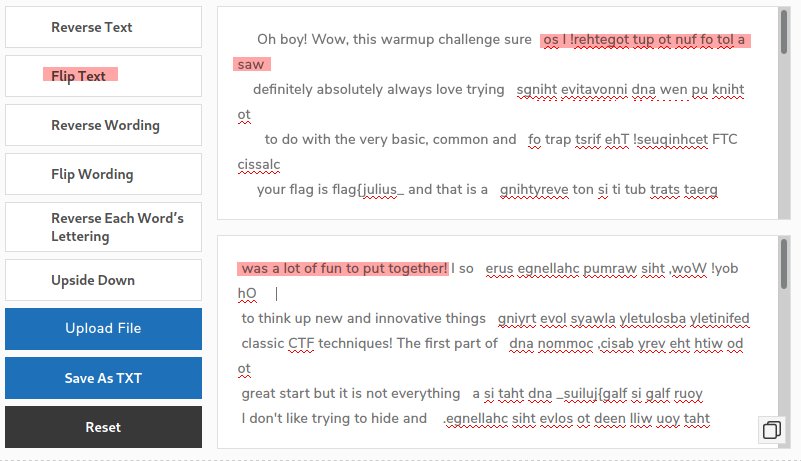 Reverse Text
Flip Text
Reverse Wording
Flip Wording
Reverse Each Word's
Lettering
Upside Down
Upload File
Save As TXT
Reset
Oh boy! Wow, this warmup challenge sure os I !rehtegot tup ot nuf fo tol a
saw
definitely absolutely always love trying sgniht evitavonni dna wen pu kniht
ot
to do with the very basic, common and fo trap tsrif ehT !seuqinhcet FTC
cissalc
your flag is flag{julius_ and that is a gnihtyreve ton si ti tub trats taerg
was a lot of fun to put together! I so erus egnellahc pumraw siht ,woW !yob
hO
to think up new and innovative things gniyrt evol syawla yletulosba yletinifed
classic CTF techniques! The first part of dna nommoc ,cisab yrev eht htiw od
ot
great start but it is not everything a si taht dna _suiluj{galf si galf ruoy
I don't like trying to hide and .egnellahc siht evlos ot deen lliw uoy taht